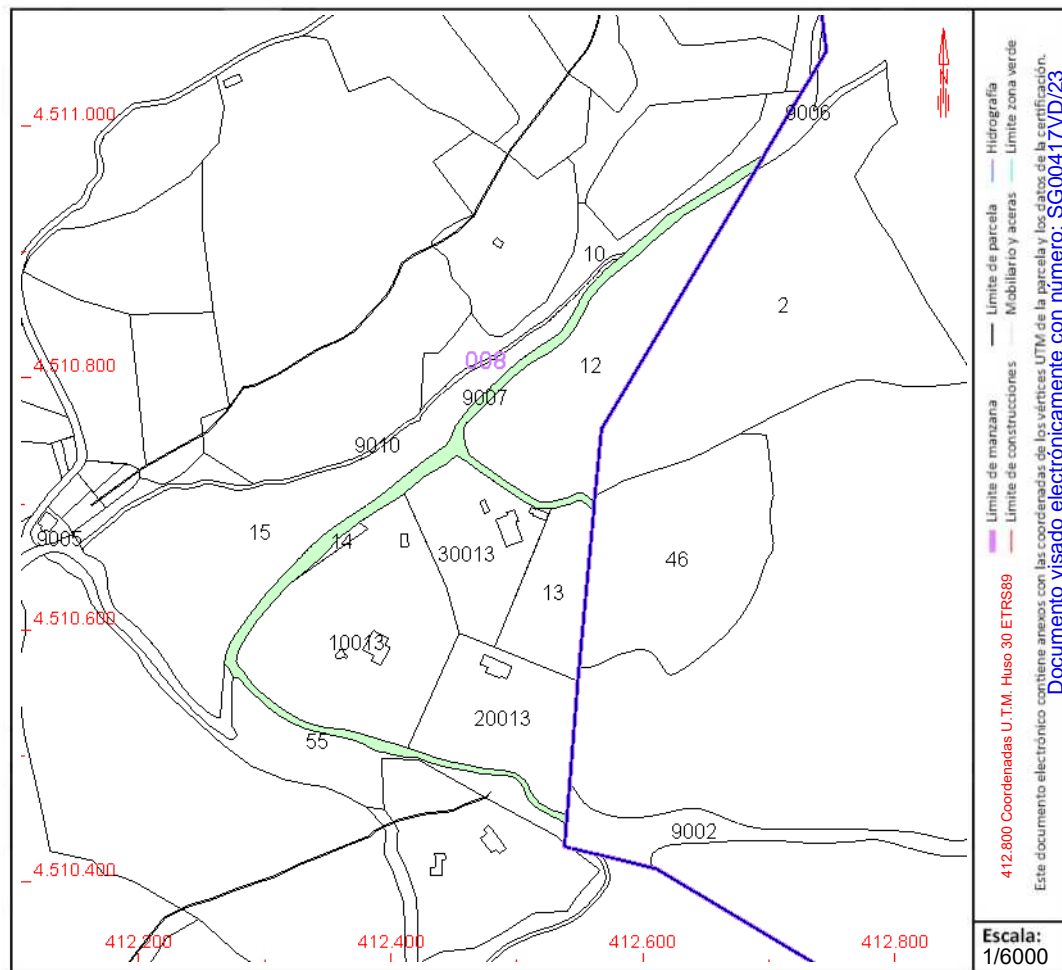 4.511.000
9006
10
2
4.510.800
008
12
9007
9010
9005
15
14
30013
46
13
4.510.600
10013
20013
55
9002
4.510.400
412.200
412.400
412.600
412.800
412.800 Coordenadas U.T.M. Huso 30 ETRS89
Límite de manzana
Límite de parcela
Hidrografía
Límite de construcciones
Mobiliario y aceras
Límite zona verde
Este documento electrónico contiene anexos con las coordenadas de los vértices UTM de la parcela y los datos de la certificación.
Documento visado electrónicamente con número: SG00417VD/23
Escala:
1/6000